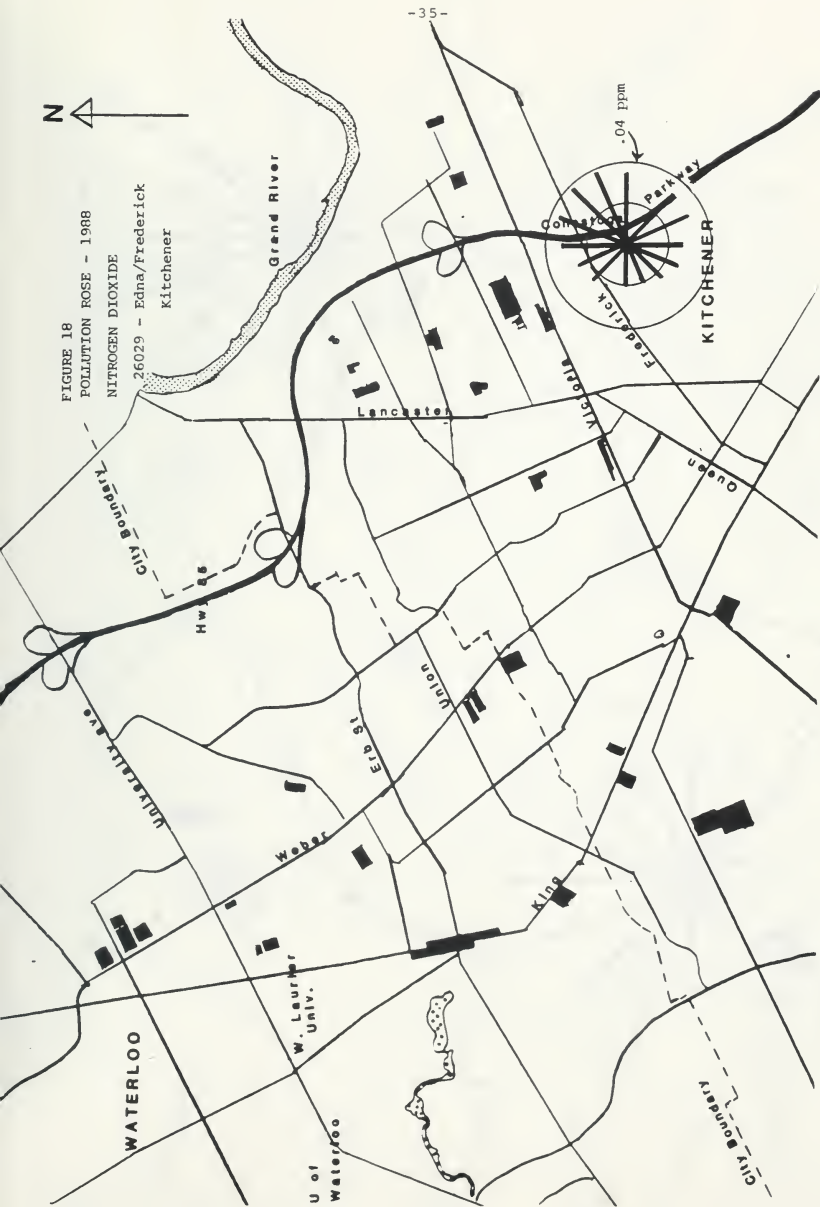 -35-
N
FIGURE 18
POLLUTION ROSE - 1988
NITROGEN DIOXIDE
26029 - Edna/Frederick
Kitchener
Grand River
.04 ppm
Conestoga
Parkway
KITCHENER
Frederick
Victoria
Lancaster
Queen
City Boundary
Hwy 86
University ave
Union
Erb St
Weber
King
W. Laurier
Univ.
WATERLOO
U of
Waterloo
City Boundary